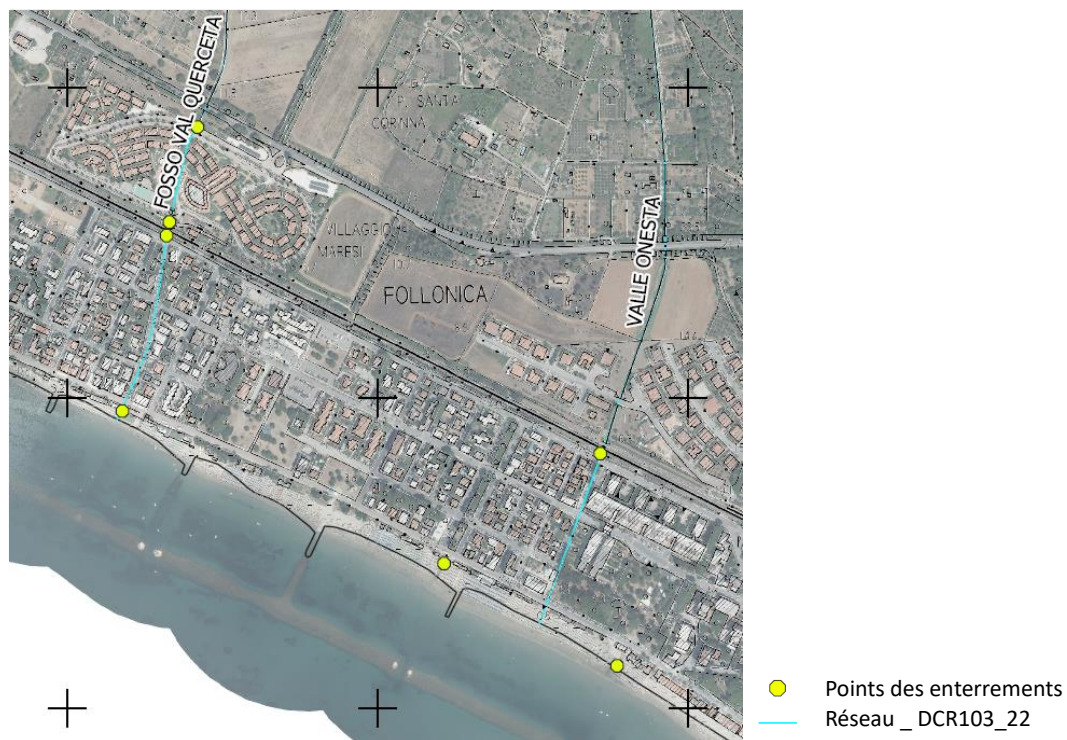 FOSSO VAL QUERCETA
P. SANTA
CORINNA
VALLE ONESTA
VILLAGGIO
MARESI
FOLLONICA
Points des enterrements
Réseau _ DCR103_22